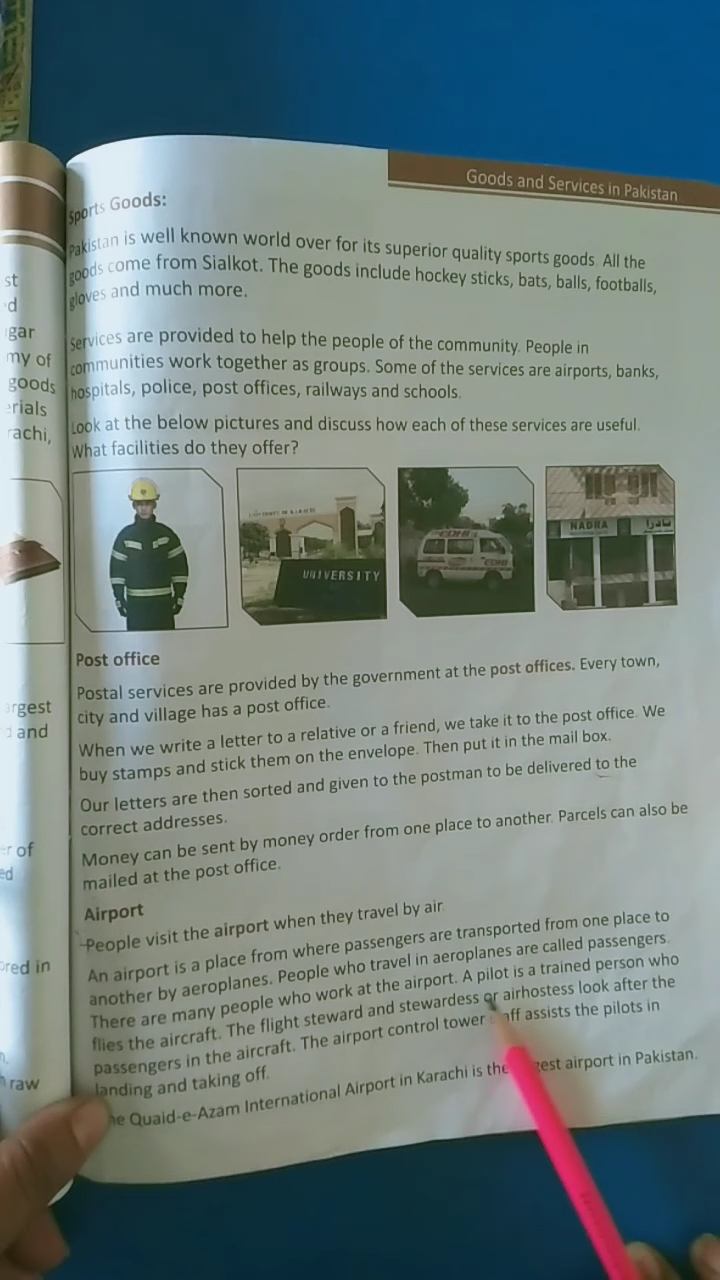 Goods and Services in Pakistan
Sports Goods:
Pakistan is well known world over for its superior quality sports goods. All the
goods come from Sialkot. The goods include hockey sticks, bats, balls, footballs,
gloves and much more.
Services are provided to help the people of the community. People in
communities work together as groups. Some of the services are airports, banks,
hospitals, police, post offices, railways and schools.
Look at the below pictures and discuss how each of these services are useful.
What facilities do they offer?
UNIVERSITY
EDHI
EDHI
NADRA نادرا
Post office
Postal services are provided by the government at the post offices. Every town,
city and village has a post office.
When we write a letter to a relative or a friend, we take it to the post office. We
buy stamps and stick them on the envelope. Then put it in the mail box.
Our letters are then sorted and given to the postman to be delivered to the
correct addresses.
Money can be sent by money order from one place to another. Parcels can also be
mailed at the post office.
Airport
People visit the airport when they travel by air.
An airport is a place from where passengers are transported from one place to
another by aeroplanes. People who travel in aeroplanes are called passengers.
There are many people who work at the airport. A pilot is a trained person who
flies the aircraft. The flight steward and stewardess or airhostess look after the
passengers in the aircraft. The airport control tower assists the pilots in
landing and taking off.
Quaid-e-Azam International Airport in Karachi is the airport in Pakistan.
st
gar
my of
goods
rachi,
and
of
in
raw